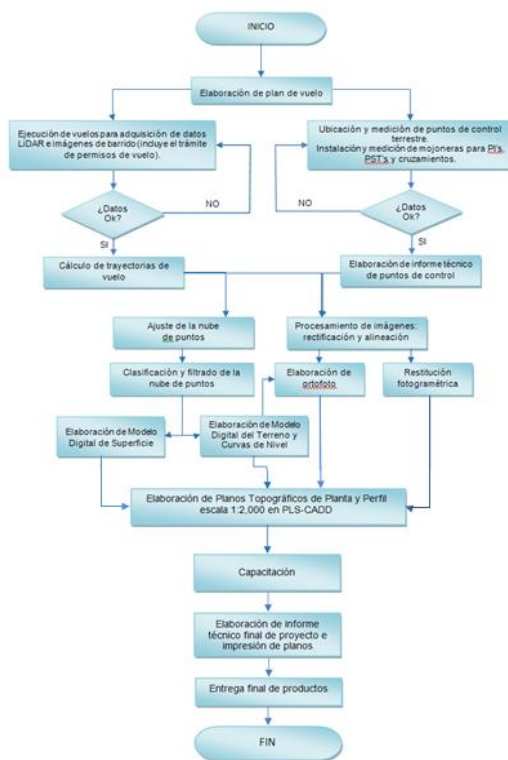 INICIO
Elaboración de plan de vuelo
Ejecución de vuelos para adquisición de datos
LiDAR e imágenes de barrido (incluye el trámite
de permisos de vuelo).
Ubicación y medición de puntos de control
terrestre.
Instalación y medición de mojoneras para PI's,
PST's y cruzamientos.
¿Datos
Ok?
NO
SI
NO
¿Datos
Ok?
SI
Cálculo de trayectorias de
vuelo
Elaboración de informe técnico
de puntos de control
Ajuste de la nube
de puntos
Procesamiento de imágenes:
rectificación y alineación
Clasificación y filtrado de la
nube de puntos
Elaboración de
ortofoto
Restitución
fotogramétrica
Elaboración de Modelo
Digital de Superficie
Elaboración de Modelo
Digital del Terreno y
Curvas de Nivel
Elaboración de Planos Topográficos de Planta y Perfil
escala 1:2,000 en PLS-CADD
Capacitación
Elaboración de informe
técnico final de proyecto e
impresión de planos
Entrega final de productos
FIN